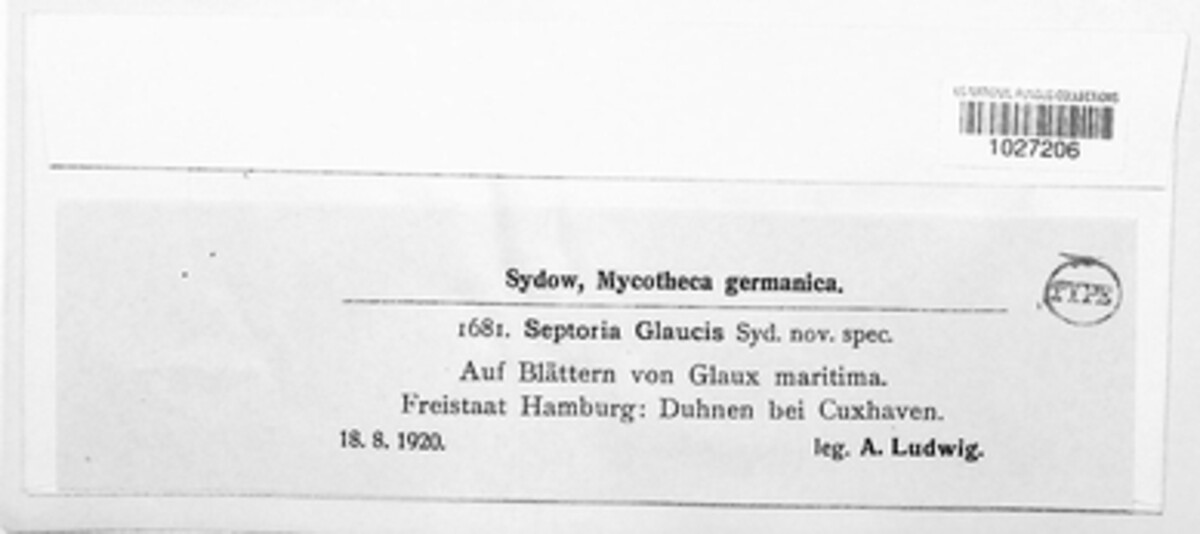 US NATIONAL FUNGUS COLLECTIONS
1027206
Sydow, Mycotheca germanica.
TYPE
1681. Septoria Glaucis Syd. nov. spec.
Auf Blättern von Glaux maritima.
Freistaat Hamburg: Duhnen bei Cuxhaven.
18. 8. 1920. leg. A. Ludwig.